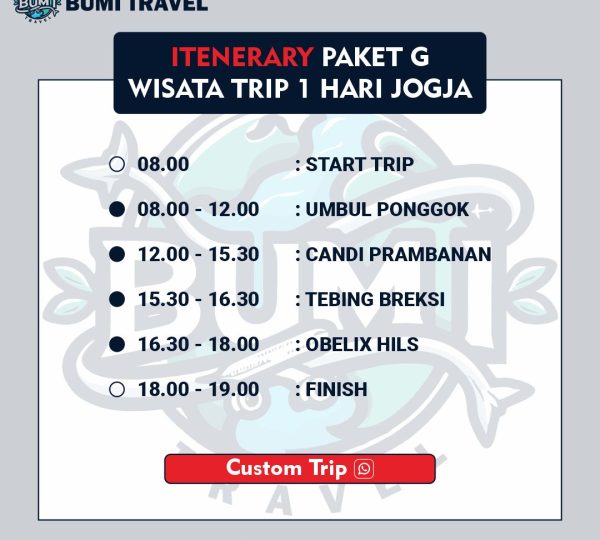 BUMI
TRAVEL
BUMI TRAVEL
ITENERARY PAKET G
WISATA TRIP 1 HARI JOGJA
08.00 : START TRIP
08.00 - 12.00 : UMBUL PONGGOK
12.00 - 15.30 : CANDI PRAMBANAN
15.30 - 16.30 : TEBING BREKSI
16.30 - 18.00 : OBELIX HILS
18.00 - 19.00 : FINISH
BUMI
TRAVEL
Custom Trip